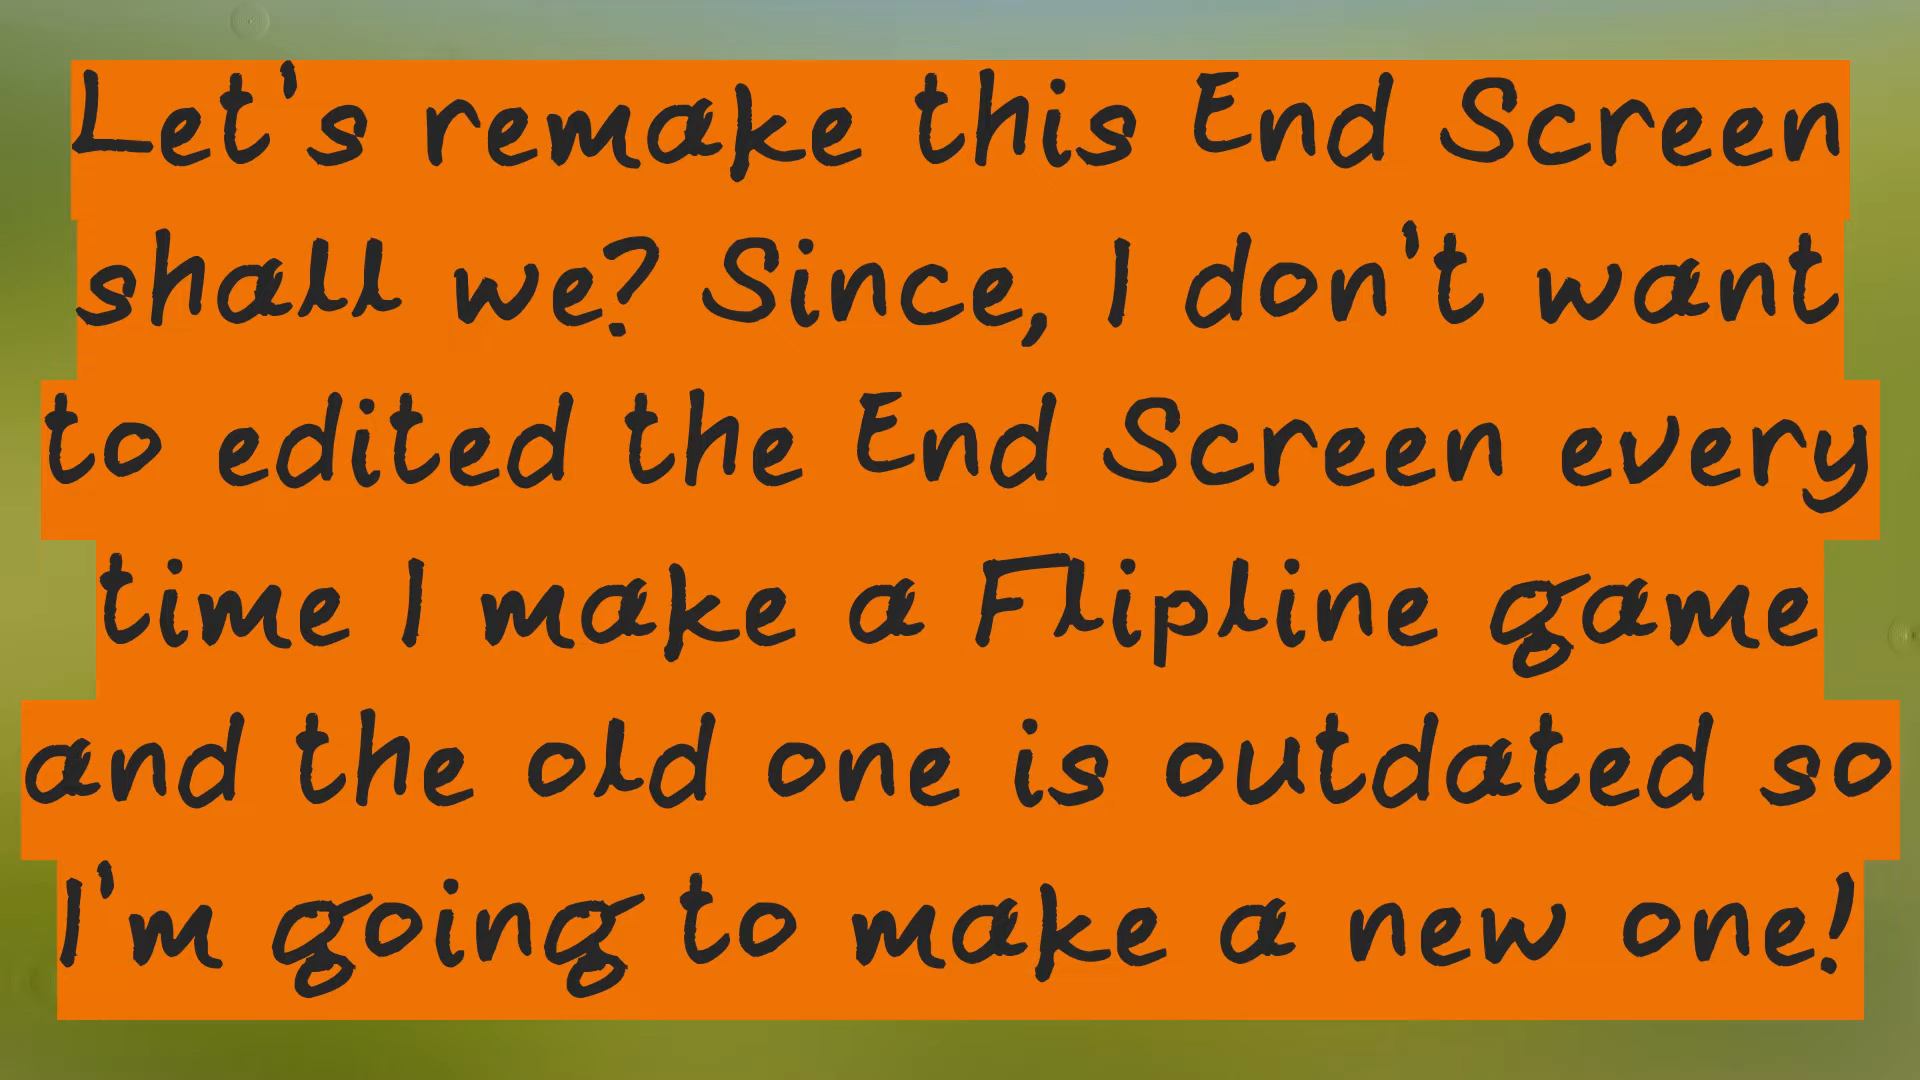 Let's remake this End Screen
shall we? Since, I don't want
to edited the End Screen every
time I make a Flipline game
and the old one is outdated so
I'm going to make a new one!